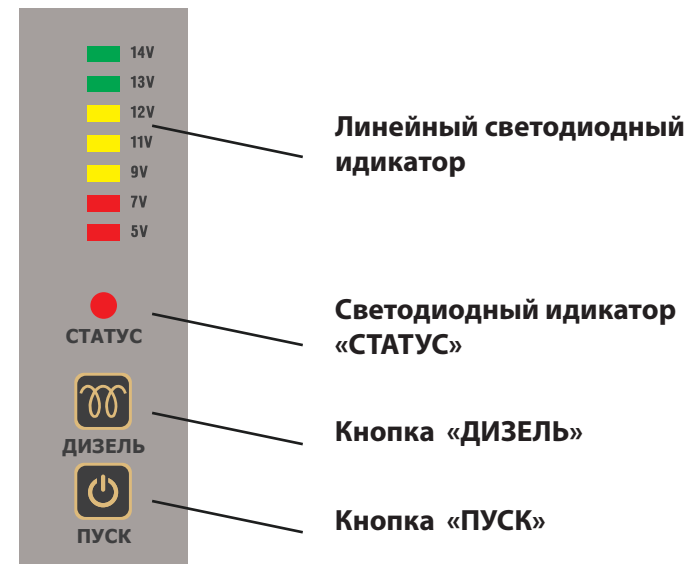 14V
13V
12V
11V
9V
7V
5V
Линейный светодиодный
идикатор
СТАТУС
Светодиодный идикатор
«СТАТУС»
ДИЗЕЛЬ
Кнопка «ДИЗЕЛЬ»
ПУСК
Кнопка «ПУСК»